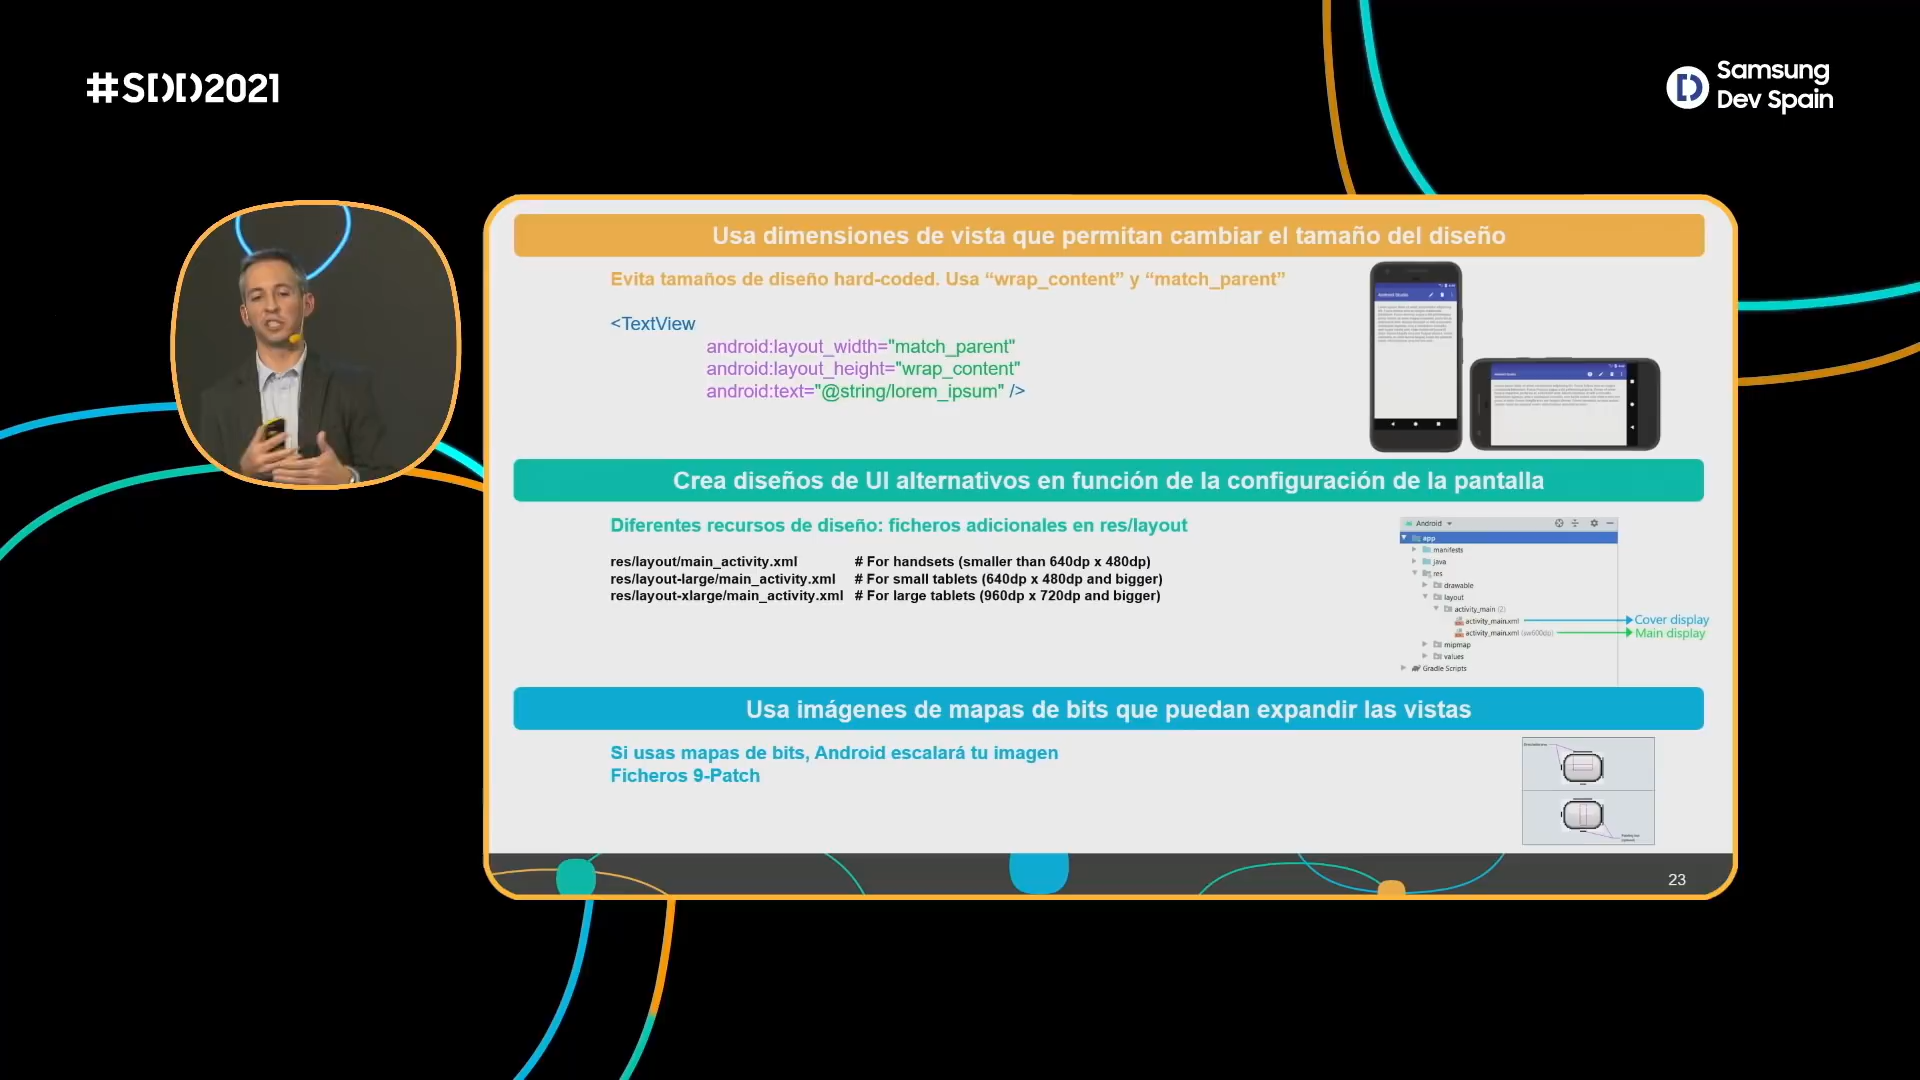 #SDD2021
Samsung
Dev Spain
Usa dimensiones de vista que permitan cambiar el tamaño del diseño
Evita tamaños de diseño hard-coded. Usa “wrap_content” y “match_parent”
<TextView
android:layout_width="match_parent"
android:layout_height="wrap_content"
android:text="@string/lorem_ipsum" />
Crea diseños de UI alternativos en función de la configuración de la pantalla
Diferentes recursos de diseño: ficheros adicionales en res/layout
res/layout/main_activity.xml # For handsets (smaller than 640dp x 480dp)
res/layout-large/main_activity.xml # For small tablets (640dp x 480dp and bigger)
res/layout-xlarge/main_activity.xml # For large tablets (960dp x 720dp and bigger)
Android
app
manifests
java
res
drawable
layout
activity_main (2)
activity_main.xml Cover display
activity_main.xml (sw600dp) Main display
mipmap
values
Gradle Scripts
Usa imágenes de mapas de bits que puedan expandir las vistas
Si usas mapas de bits, Android escalará tu imagen
Ficheros 9-Patch
23